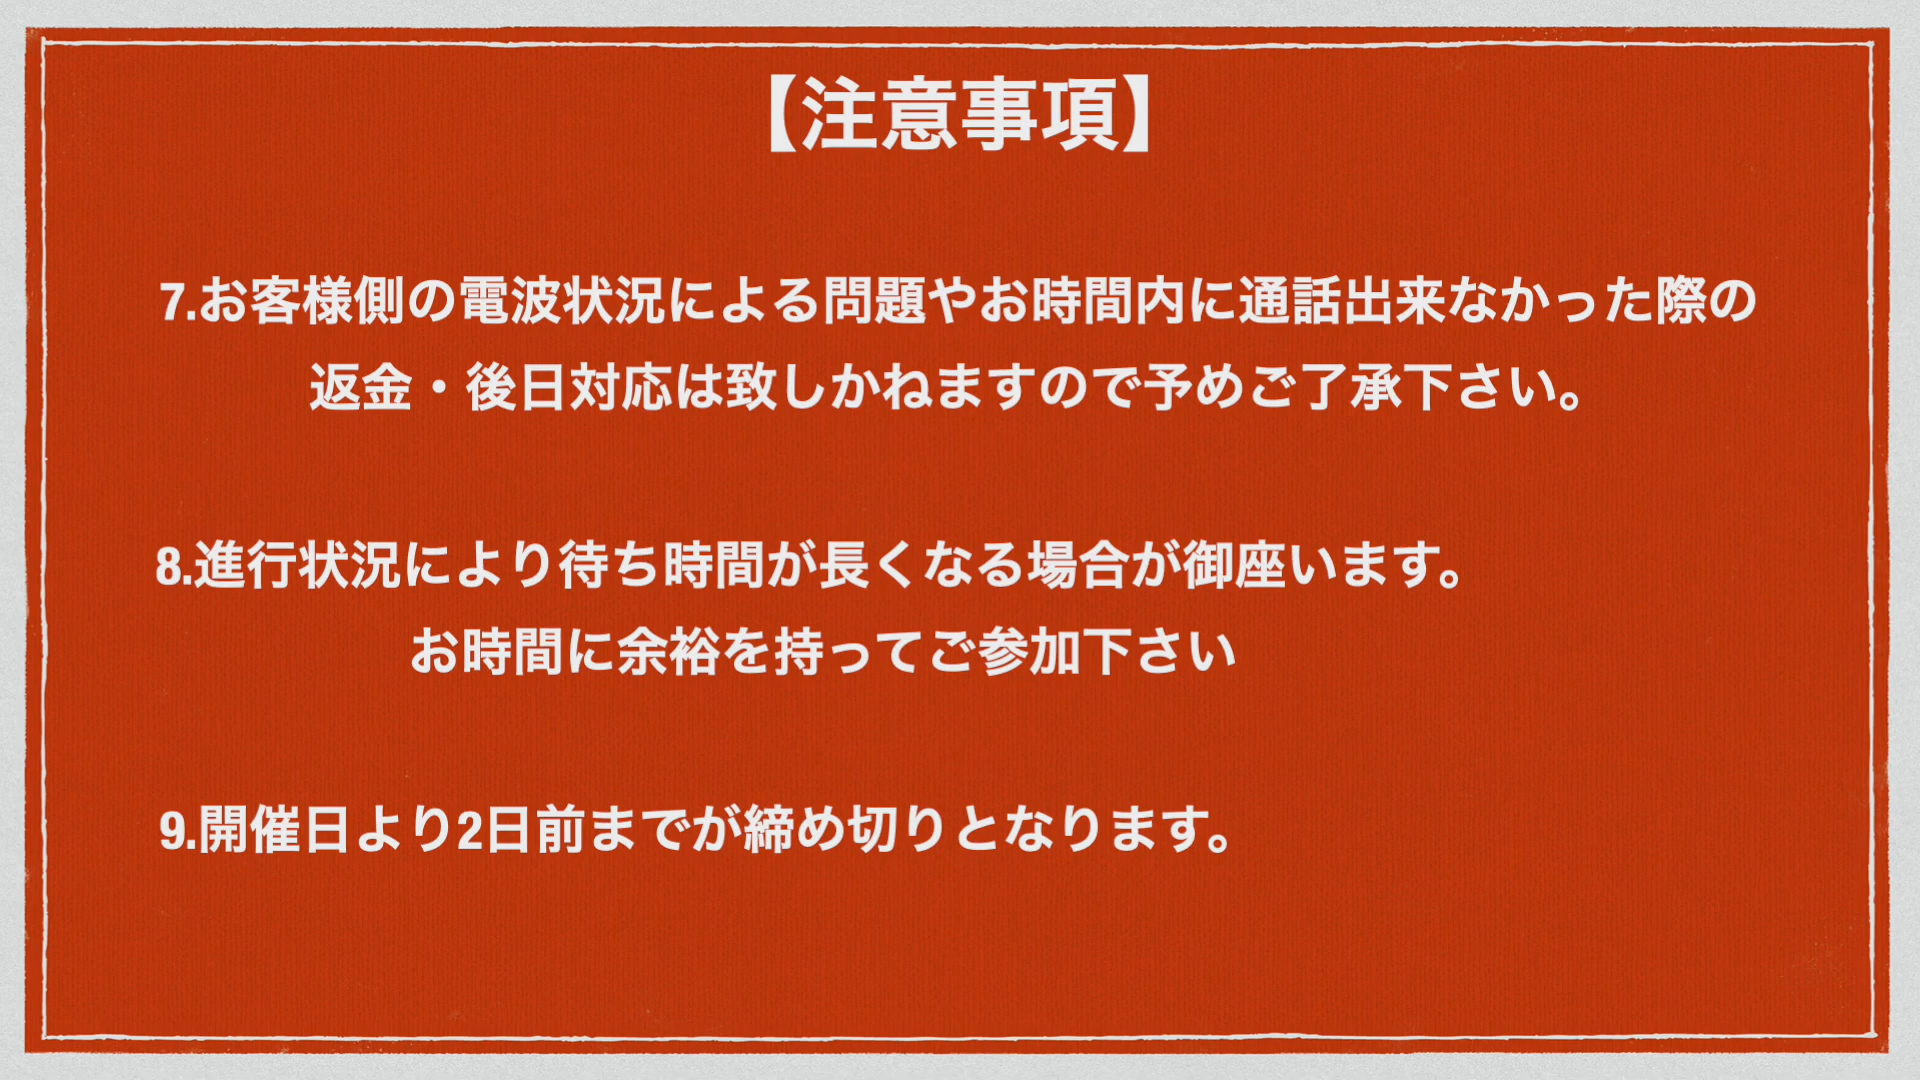 【注意事項】
7.お客様側の電波状況による問題やお時間内に通話出来なかった際の
返金・後日対応は致しかねますので予めご了承下さい。
8.進行状況により待ち時間が長くなる場合が御座います。
お時間に余裕を持ってご参加下さい
9.開催日より2日前までが締め切りとなります。